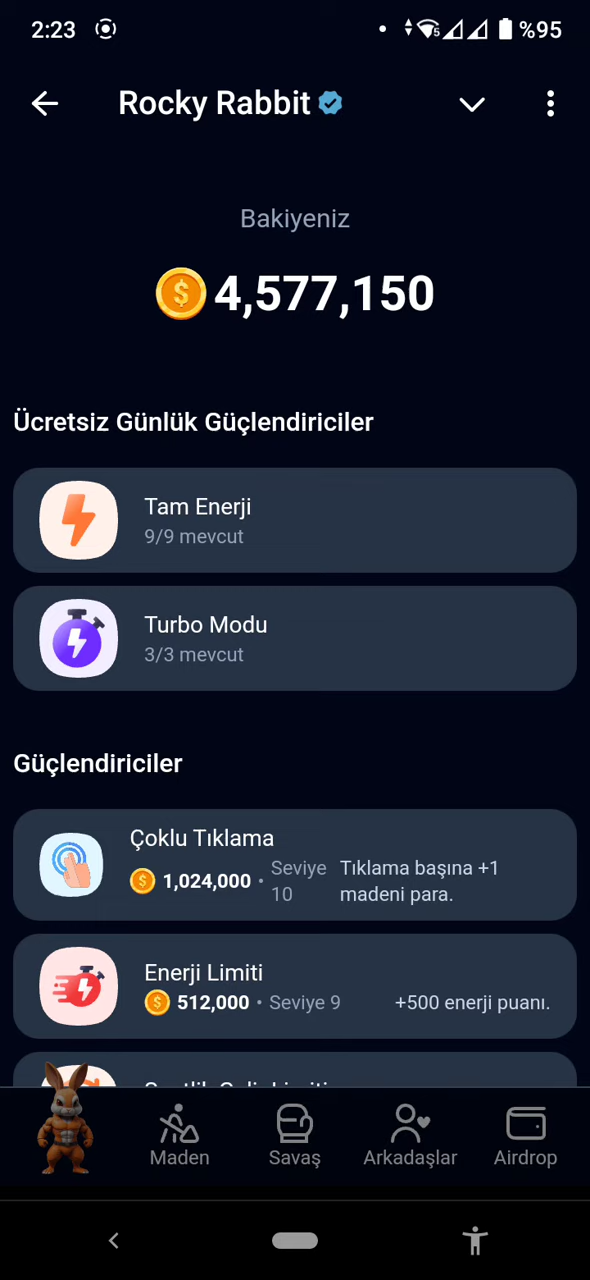 2:23
5
%95
Rocky Rabbit
Bakiyeniz
4,577,150
Ücretsiz Günlük Güçlendiriciler
Tam Enerji
9/9 mevcut
Turbo Modu
3/3 mevcut
Güçlendiriciler
Çoklu Tıklama
1,024,000 • Seviye 10
Tıklama başına +1
madeni para.
Enerji Limiti
512,000 • Seviye 9 +500 enerji puanı.
Maden Savaş Arkadaşlar Airdrop